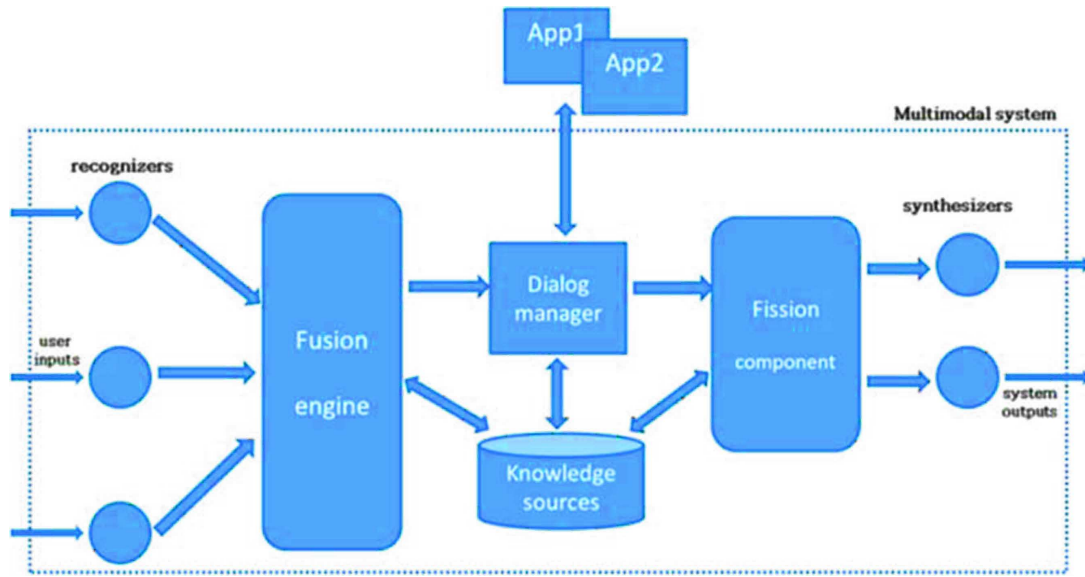 App1
App2
Multimodal system
recognizers
synthesizers
Dialog
manager
Fission
component
user
inputs
Fusion
engine
system
outputs
Knowledge
sources